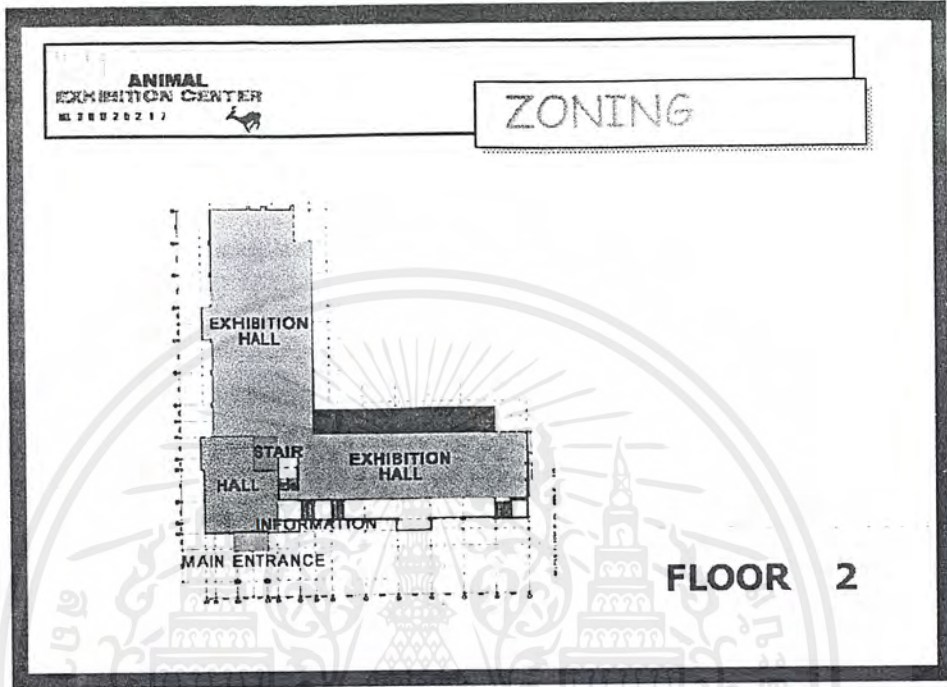 ANIMAL
EXHIBITION CENTER
ZONING
EXHIBITION
HALL
STAIR
EXHIBITION
HALL
HALL
INFORMATION
MAIN ENTRANCE
FLOOR 2